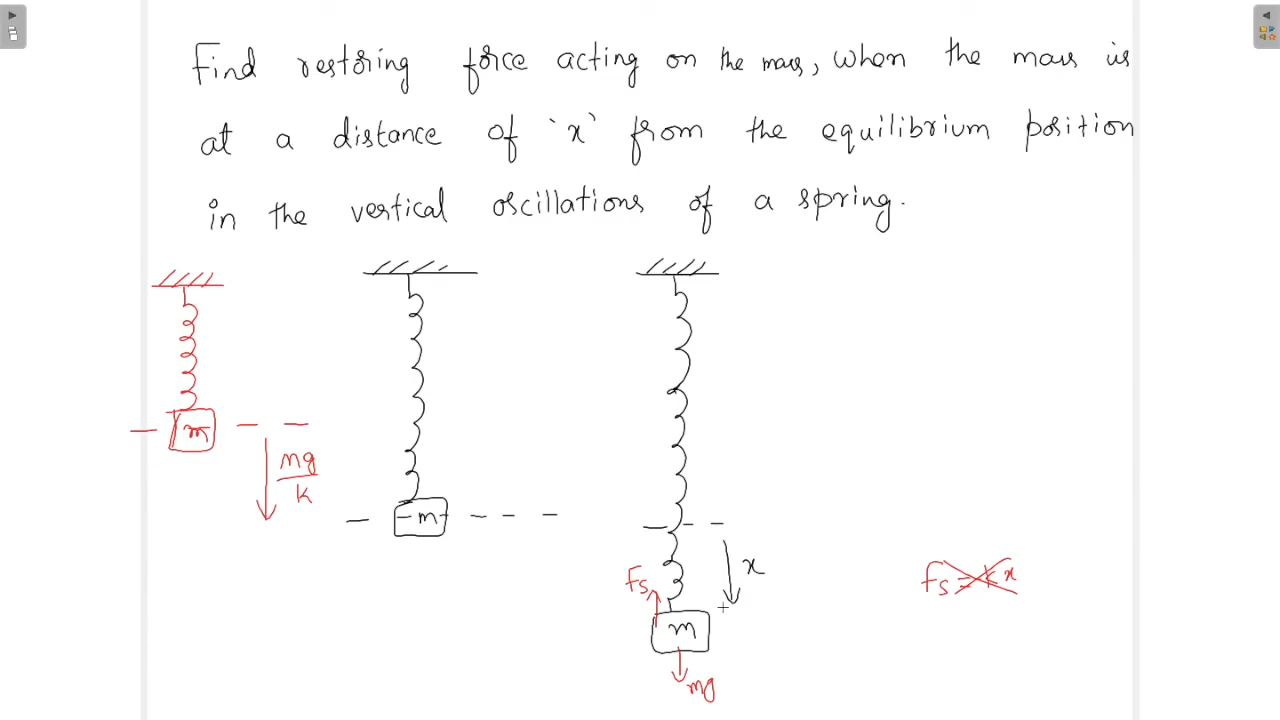 Find restoring force acting on the mass, when the mass is
at a distance of 'x' from the equilibrium position
in the vertical oscillations of a spring.
m
mg
k
m
x
Fs
m
mg
Fs = kx